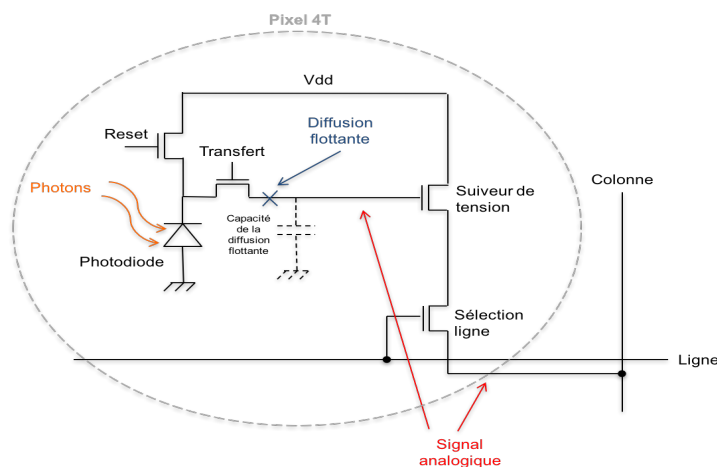 Pixel 4T
Vdd
Reset
Diffusion
flottante
Transfert
Photons
Colonne
Suiveur de
tension
Capacité
de la
diffusion
flottante
Photodiode
Sélection
ligne
Ligne
Signal
analogique